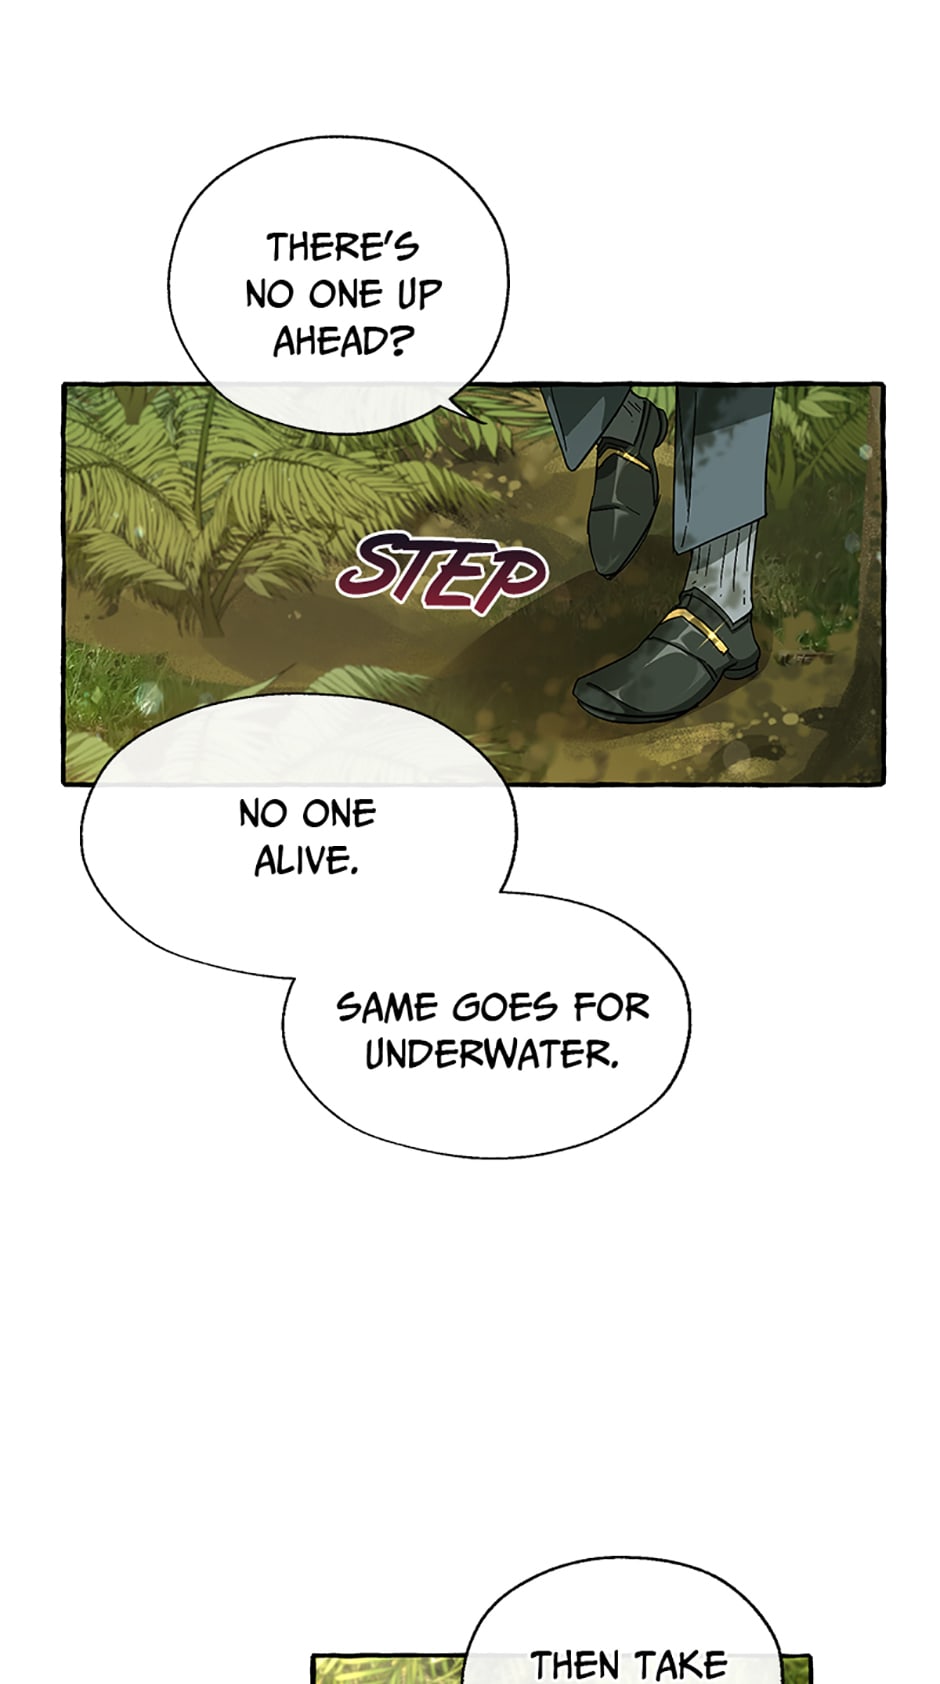 THERE'S
NO ONE UP
AHEAD?
STEP
NO ONE
ALIVE.
SAME GOES FOR
UNDERWATER.
THEN TAKE